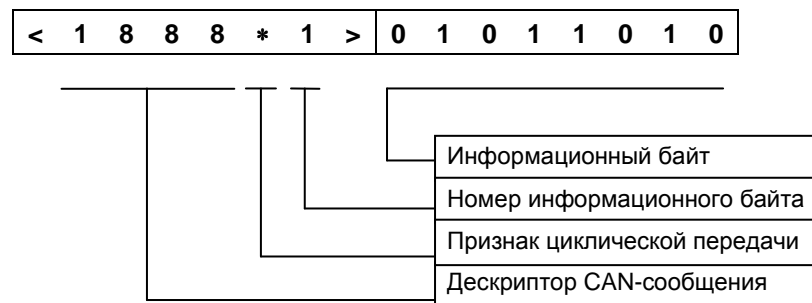 < 1 8 8 8 * 1 > 0 1 0 1 1 0 1 0
Информационный байт
Номер информационного байта
Признак циклической передачи
Дескриптор CAN-сообщения